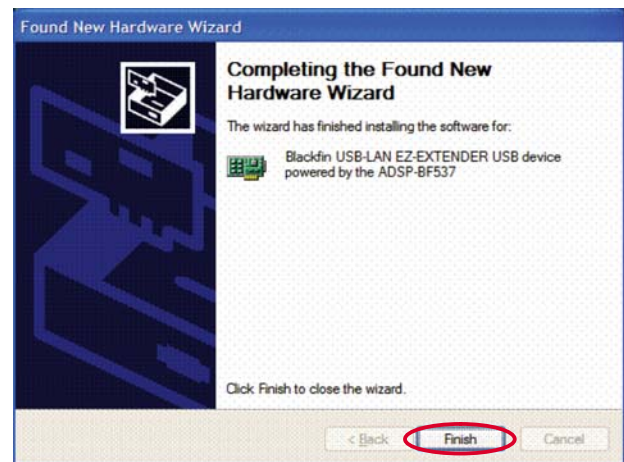 Found New Hardware Wizard
Completing the Found New
Hardware Wizard
The wizard has finished installing the software for:
Blackfin USB-LAN EZ-EXTENDER USB device
powered by the ADSP-BF537
Click Finish to close the wizard.
< Back Finish Cancel